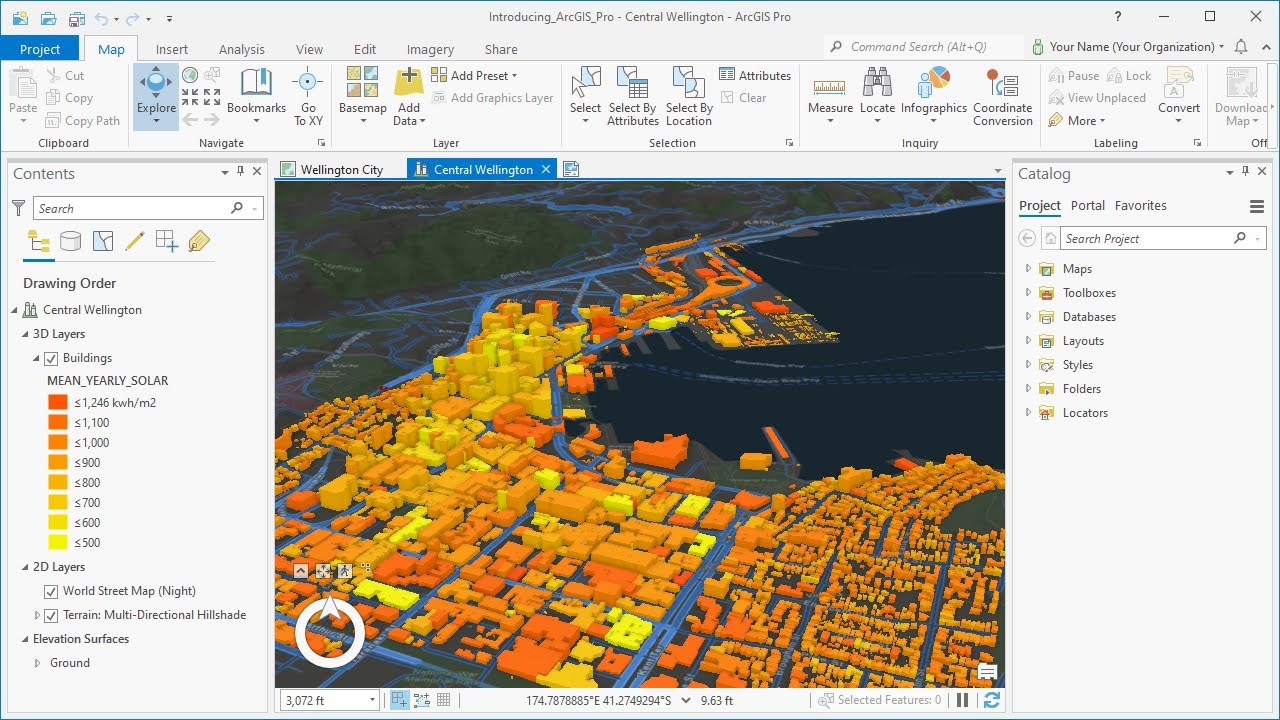 Introducing_ArcGIS_Pro - Central Wellington - ArcGIS Pro
?
Project Map Insert Analysis View Edit Imagery Share
Command Search (Alt+Q)
Your Name (Your Organization)
Paste
Cut
Copy
Copy Path
Clipboard
Explore
Bookmarks
Go
To XY
Navigate
Basemap
Add
Data
Add Preset
Add Graphics Layer
Layer
Select
Select By
Attributes
Select By
Location
Attributes
Clear
Selection
Measure
Locate
Infographics
Coordinate
Conversion
Inquiry
Pause
Lock
View Unplaced
More
Convert
Labeling
Download
Map
Off
Contents
Search
Drawing Order
Central Wellington
3D Layers
Buildings
MEAN_YEARLY_SOLAR
≤1,246 kwh/m2
≤1,100
≤1,000
≤900
≤800
≤700
≤600
≤500
2D Layers
World Street Map (Night)
Terrain: Multi-Directional Hillshade
Elevation Surfaces
Ground
Wellington City
Central Wellington
3,072 ft
174.7878885°E 41.2749294°S
9.63 ft
Selected Features: 0
Catalog
Project Portal Favorites
Search Project
Maps
Toolboxes
Databases
Layouts
Styles
Folders
Locators